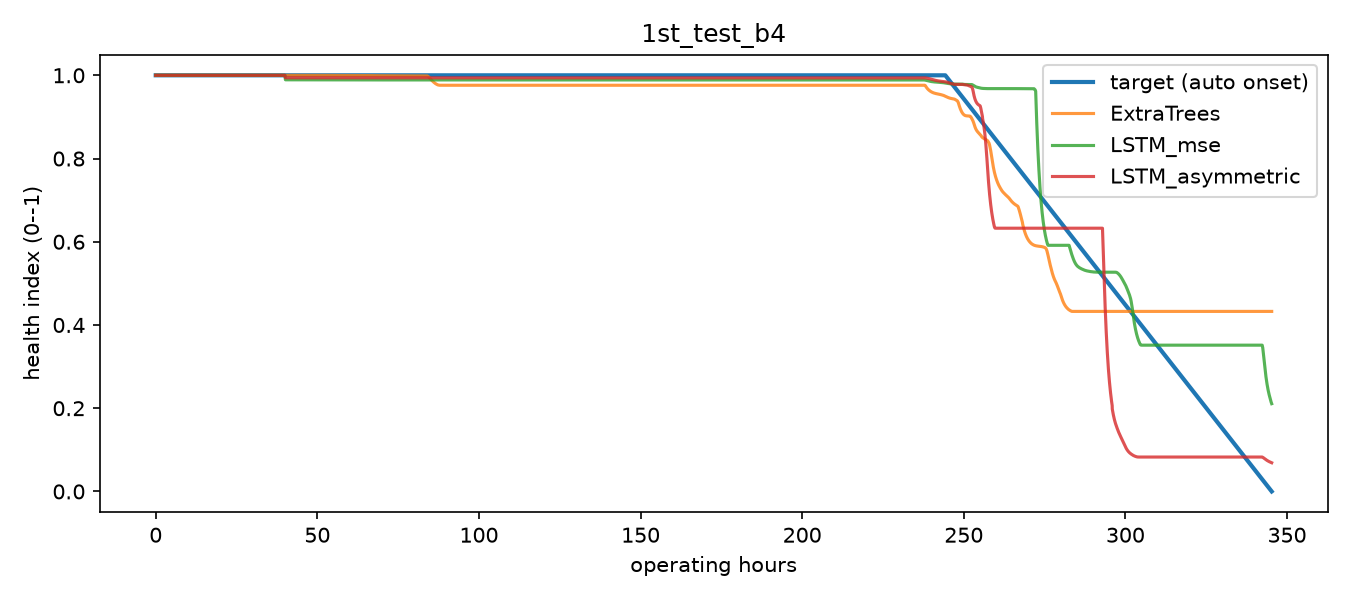 1st_test_b4
health index (0--1)
1.0
0.8
0.6
0.4
0.2
0.0
target (auto onset)
ExtraTrees
LSTM_mse
LSTM_asymmetric
0 50 100 150 200 250 300 350
operating hours